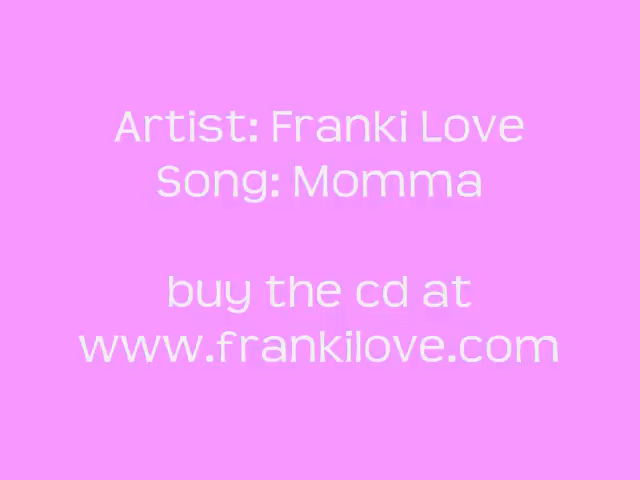 Artist: Franki Love
Song: Momma
buy the cd at
www.frankilove.com